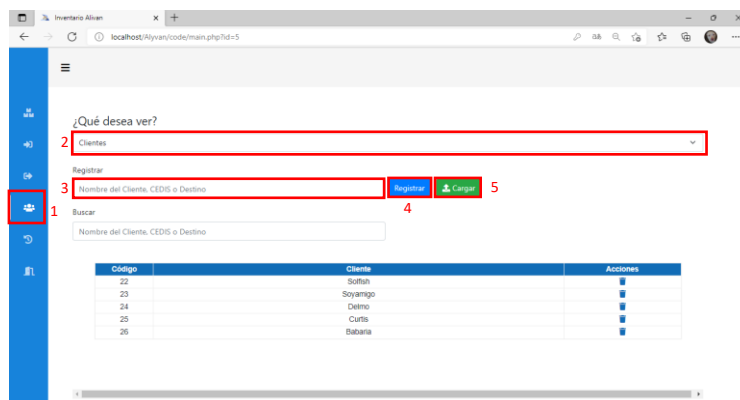 Inventario Alivan
localhost/Alyvan/code/main.php?id=5
¿Qué desea ver?
2 Clientes
Registrar
3 Nombre del Cliente, CEDIS o Destino Registrar Cargar 5
1 4
Buscar
Nombre del Cliente, CEDIS o Destino
Código Cliente Acciones
22 Solfish
23 Soyamigo
24 Delmo
25 Curtis
26 Babaria